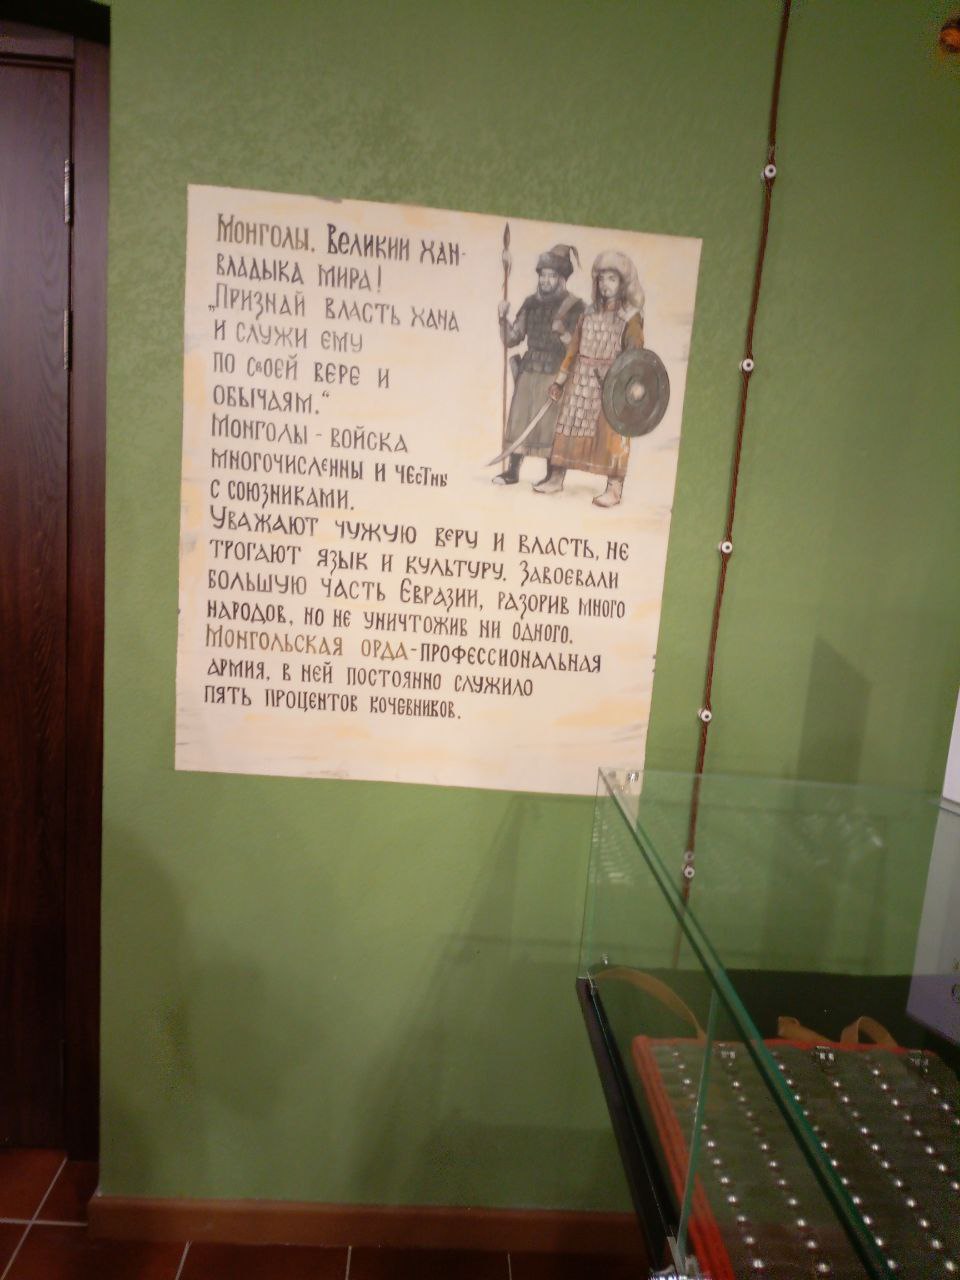 Монголы. Великий хан-
владыка мира!
„Признай власть хана
и служи ему
по своей вере и
обычаям.“
Монголы - войска
многочисленны и честны
с союзниками.
Уважают чужую веру и власть, не
трогают язык и культуру. Завоевали
большую часть Евразии, разорив много
народов, но не уничтожив ни одного.
Монгольская орда-профессиональная
армия, в ней постоянно служило
пять процентов кочевников.